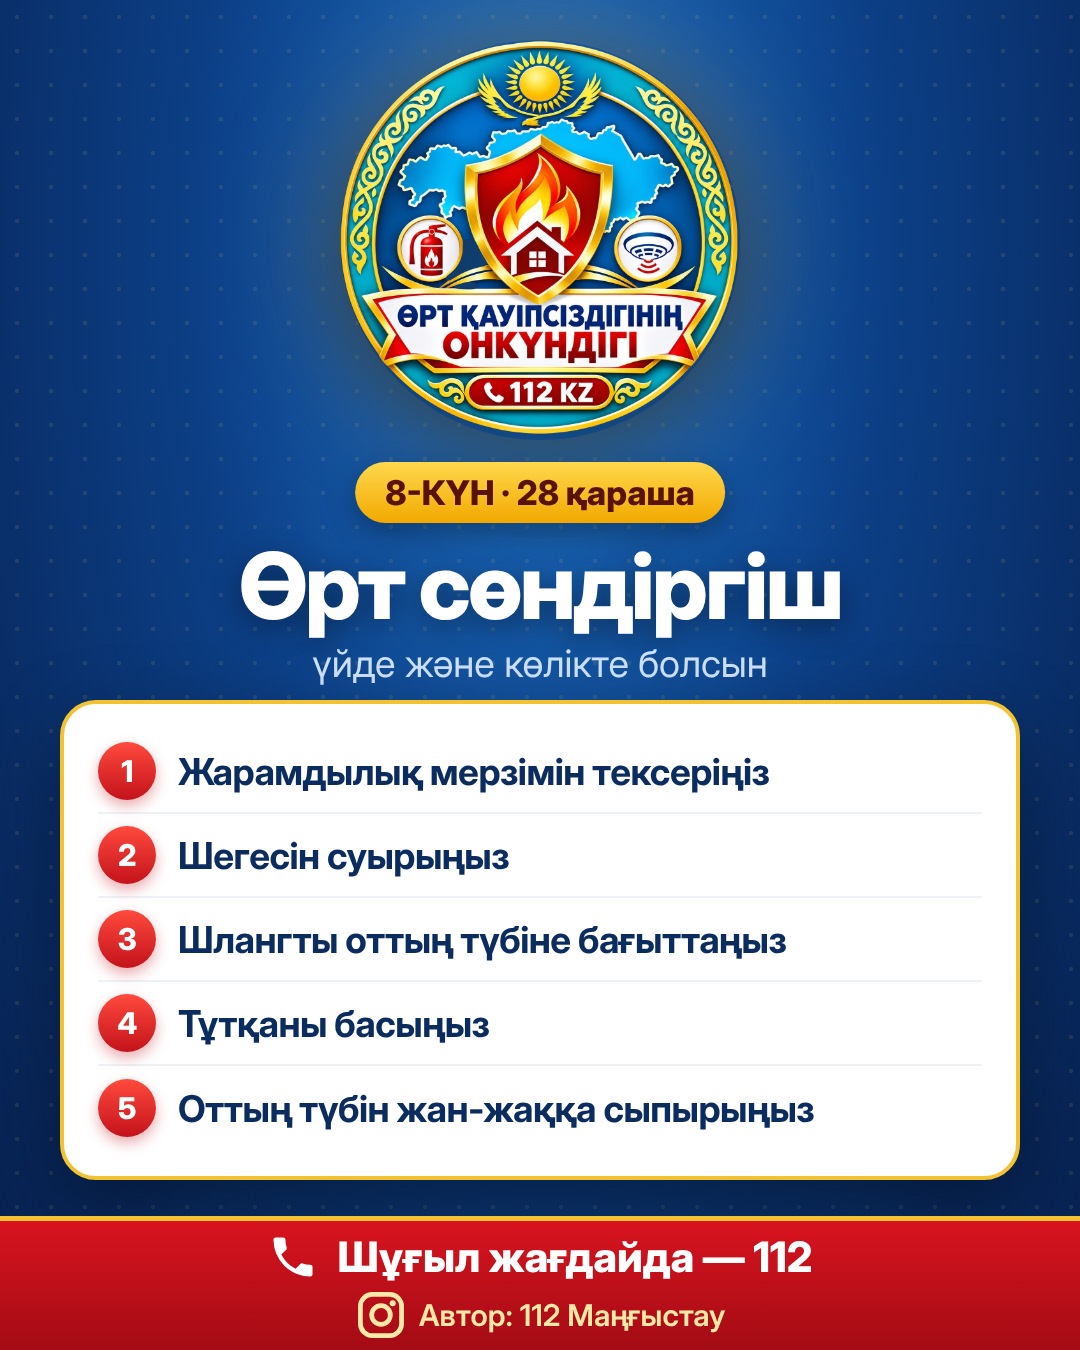 ӨРТ ҚАУІПСІЗДІГІНІҢ
ОНКҮНДІГІ
112 KZ
8-КҮН · 28 қараша
Өрт сөндіргіш
үйде және көлікте болсын
1 Жарамдылық мерзімін тексеріңіз
2 Шегесін суырыңыз
3 Шлангты оттың түбіне бағыттаңыз
4 Тұтқаны басыңыз
5 Оттың түбін жан-жаққа сыпырыңыз
Шұғыл жағдайда — 112
Автор: 112 Маңғыстау